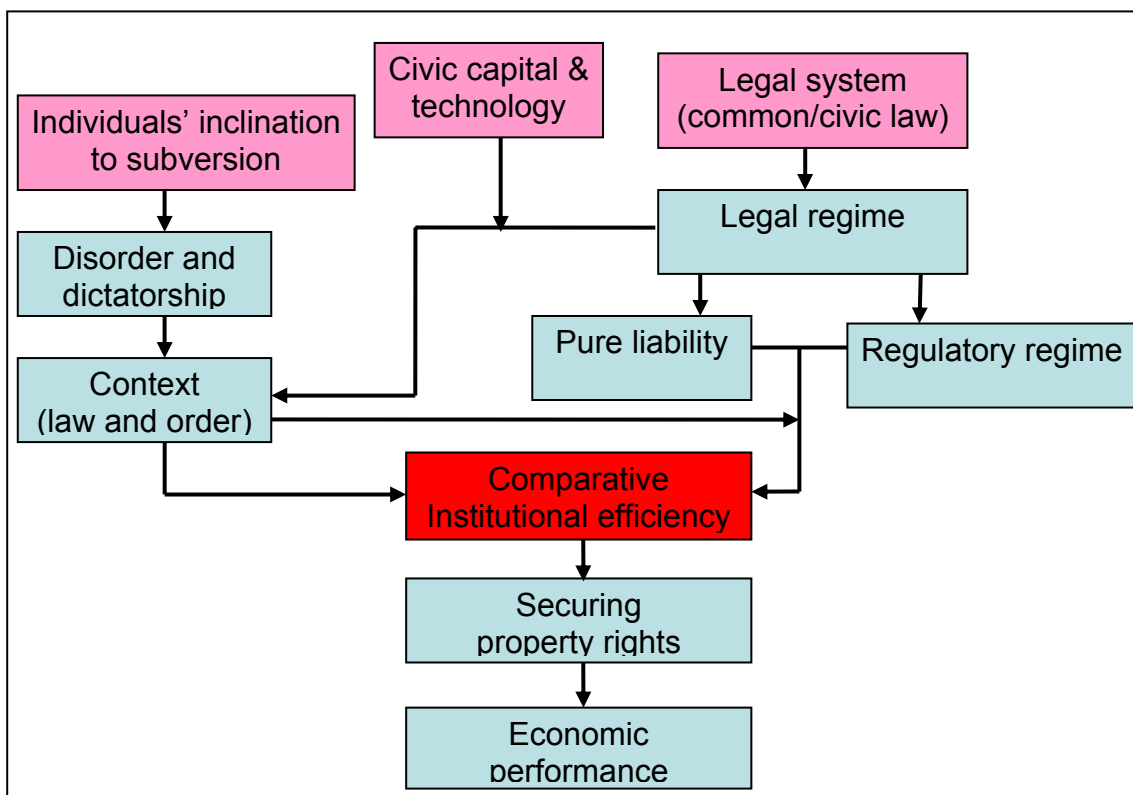 Civic capital &
technology
Legal system
(common/civic law)
Individuals’ inclination
to subversion
Legal regime
Disorder and
dictatorship
Pure liability
Regulatory regime
Context
(law and order)
Comparative
Institutional efficiency
Securing
property rights
Economic
performance